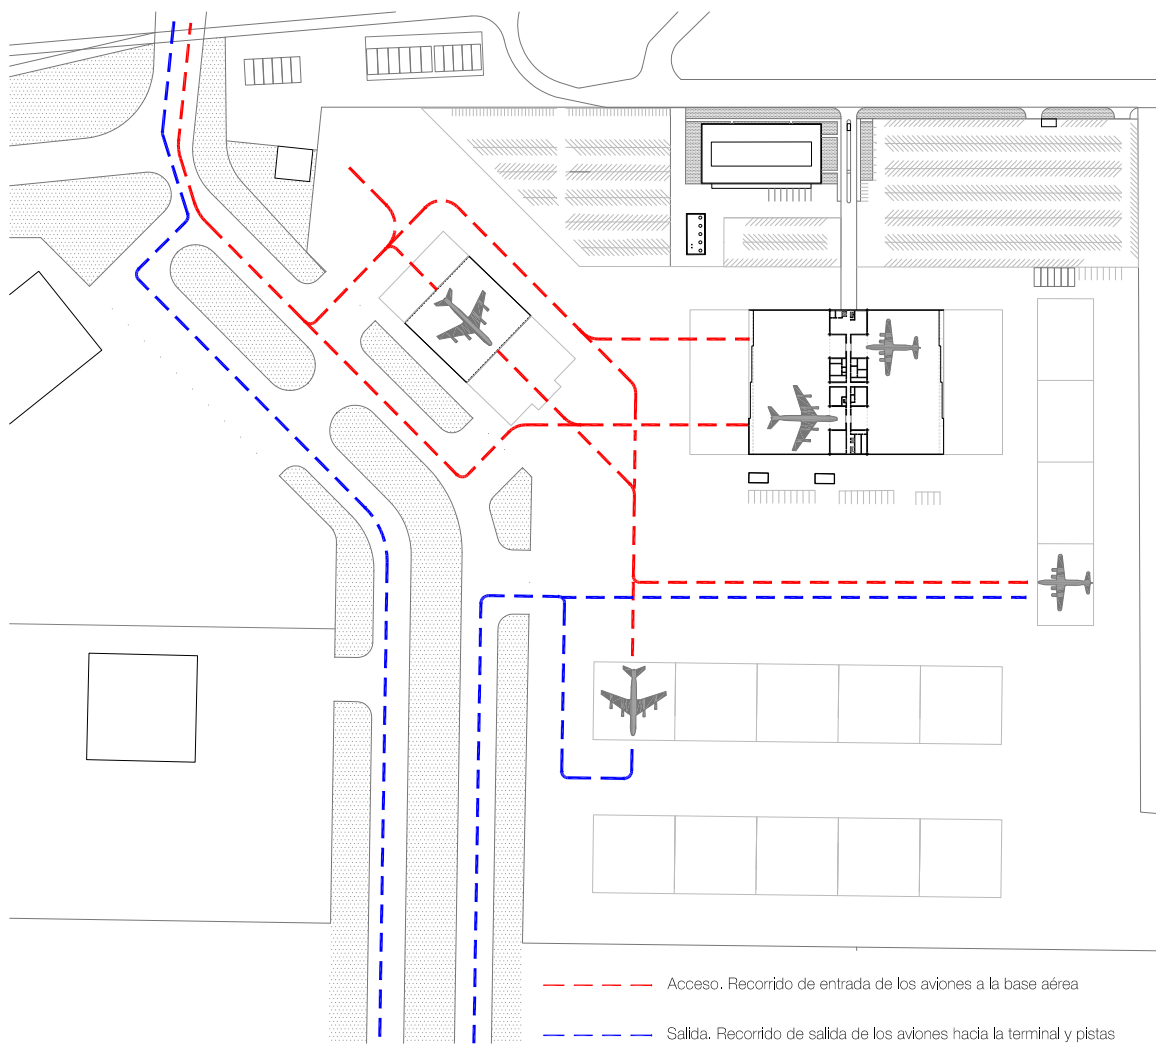 Acceso. Recorrido de entrada de los aviones a la base aérea
Salida. Recorrido de salida de los aviones hacia la terminal y pistas